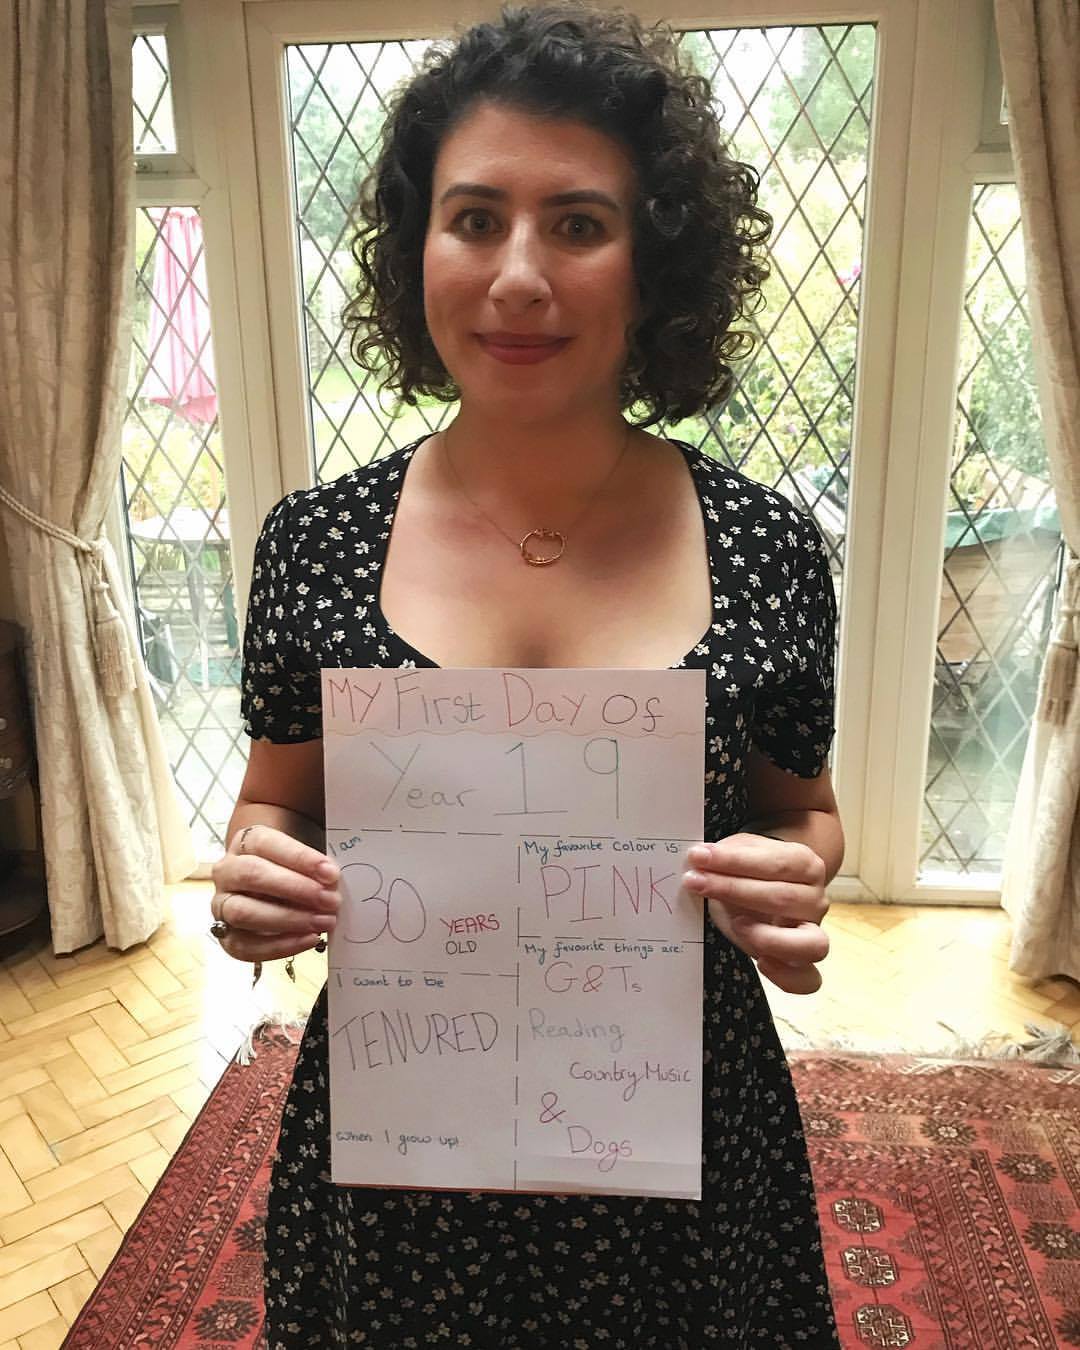 My First Day Of
Year 19
I am
30 YEARS
OLD
My favourite colour is:
PINK
I want to be
TENURED
when I grow up!
My favourite things are:
G&Ts
Reading
Country Music
&
Dogs